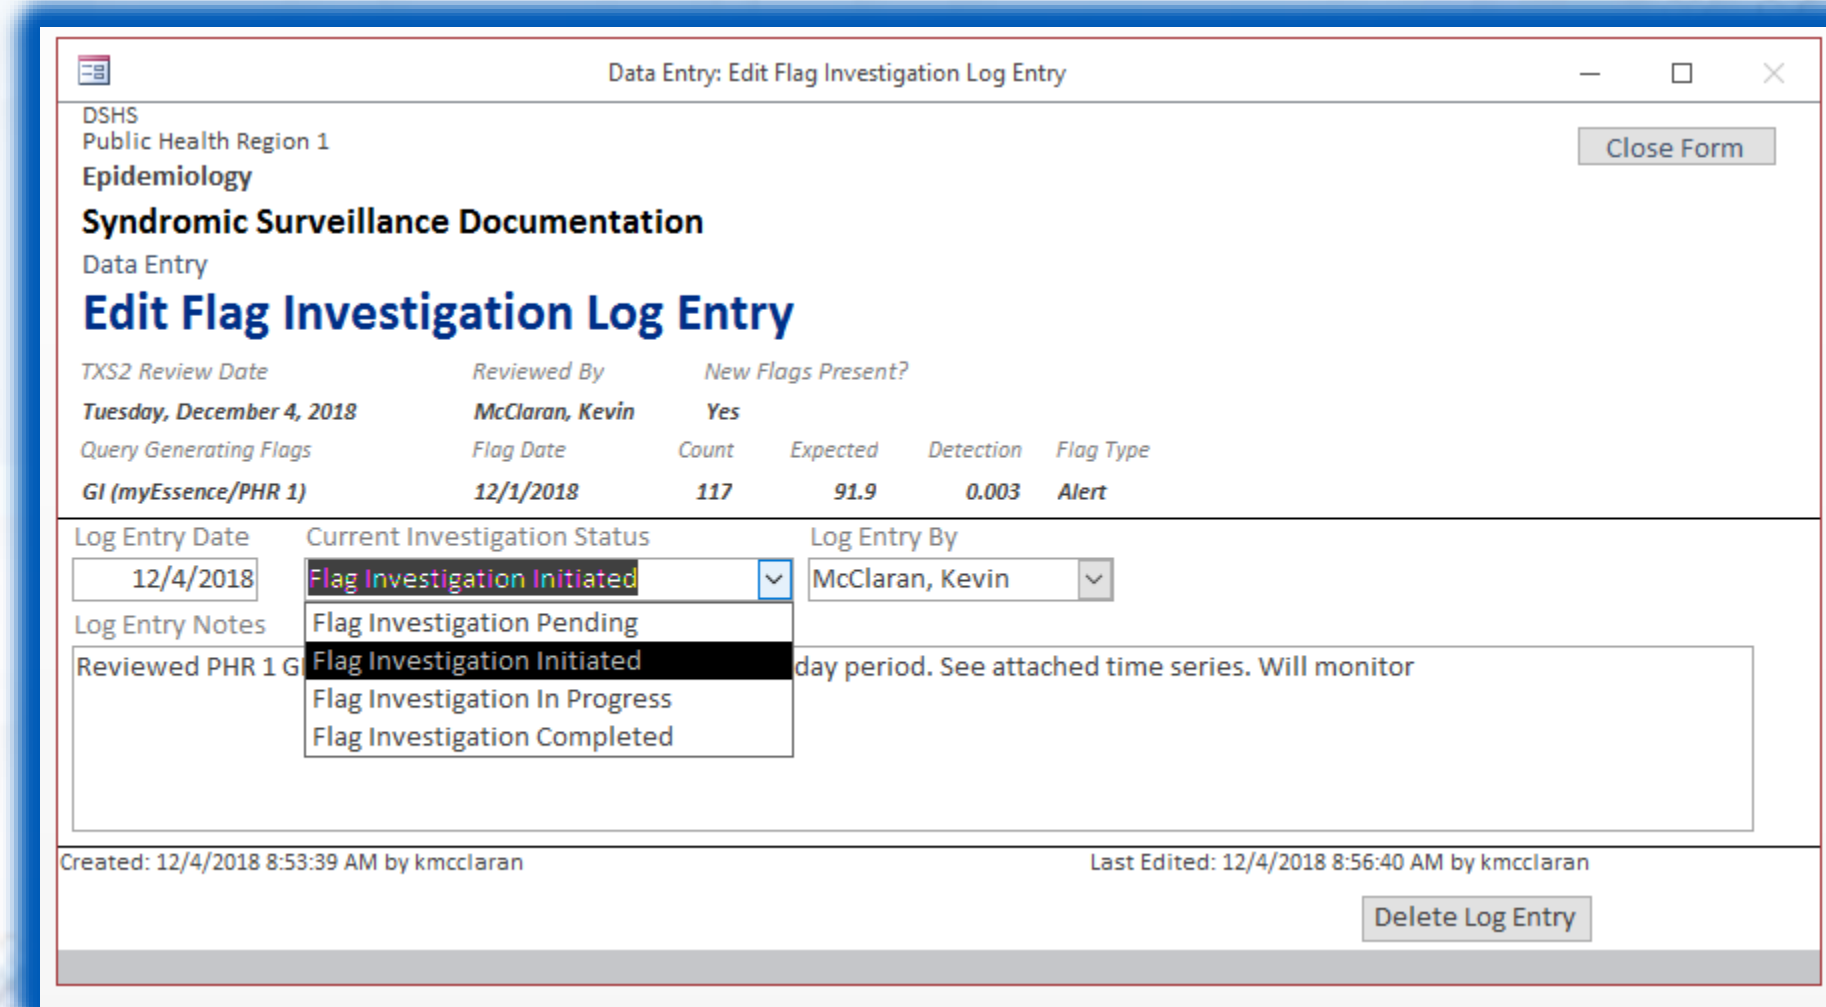 Data Entry: Edit Flag Investigation Log Entry
DSHS
Public Health Region 1
Close Form
Epidemiology
Syndromic Surveillance Documentation
Data Entry
Edit Flag Investigation Log Entry
TXS2 Review Date Reviewed By New Flags Present?
Tuesday, December 4, 2018 McClaran, Kevin Yes
Query Generating Flags Flag Date Count Expected Detection Flag Type
GI (myEssence/PHR 1) 12/1/2018 117 91.9 0.003 Alert
Log Entry Date Current Investigation Status Log Entry By
12/4/2018 Flag Investigation Initiated McClaran, Kevin
Log Entry Notes Flag Investigation Pending
Reviewed PHR 1 Flag Investigation Initiated day period. See attached time series. Will monitor
Flag Investigation In Progress
Flag Investigation Completed
Created: 12/4/2018 8:53:39 AM by kmcclaran Last Edited: 12/4/2018 8:56:40 AM by kmcclaran
Delete Log Entry